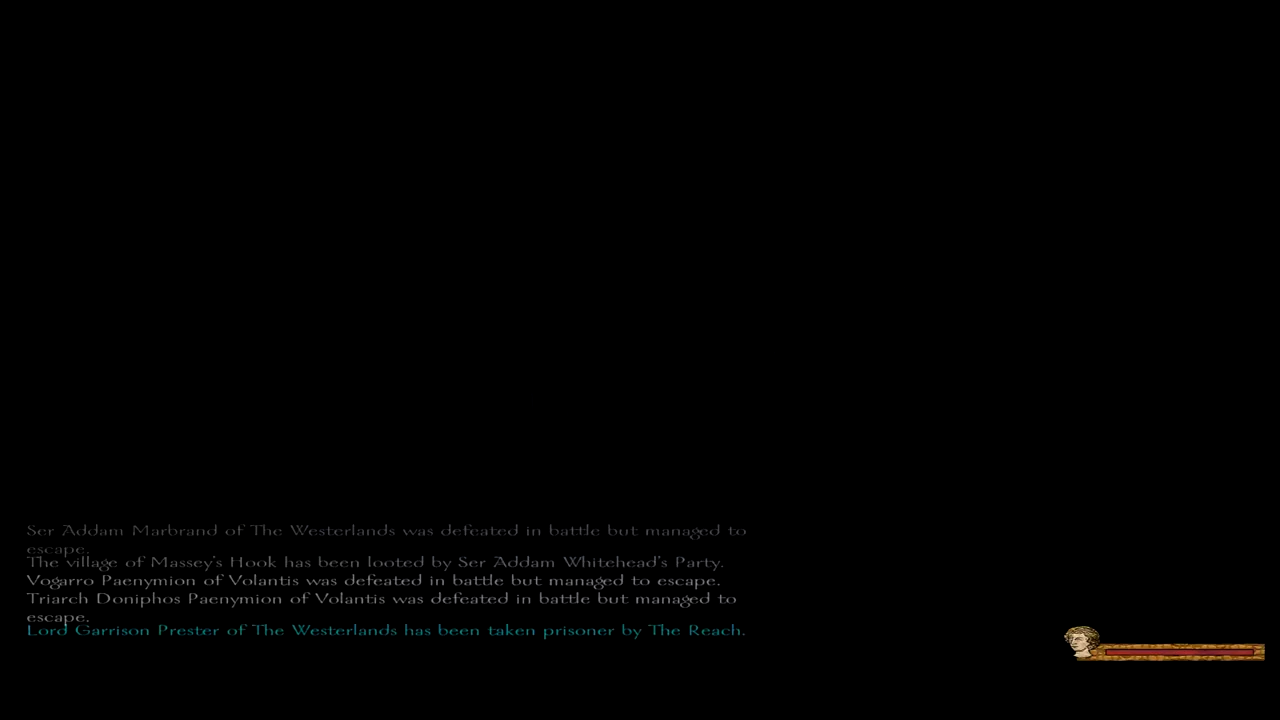 Ser Addam Marbrand of The Westerlands was defeated in battle but managed to
escape.
The village of Massey's Hook has been looted by Ser Addam Whitehead's Party.
Vogarro Paenymion of Volantis was defeated in battle but managed to escape.
Triarch Doniphos Paenymion of Volantis was defeated in battle but managed to
escape.
Lord Garrison Prester of The Westerlands has been taken prisoner by The Reach.